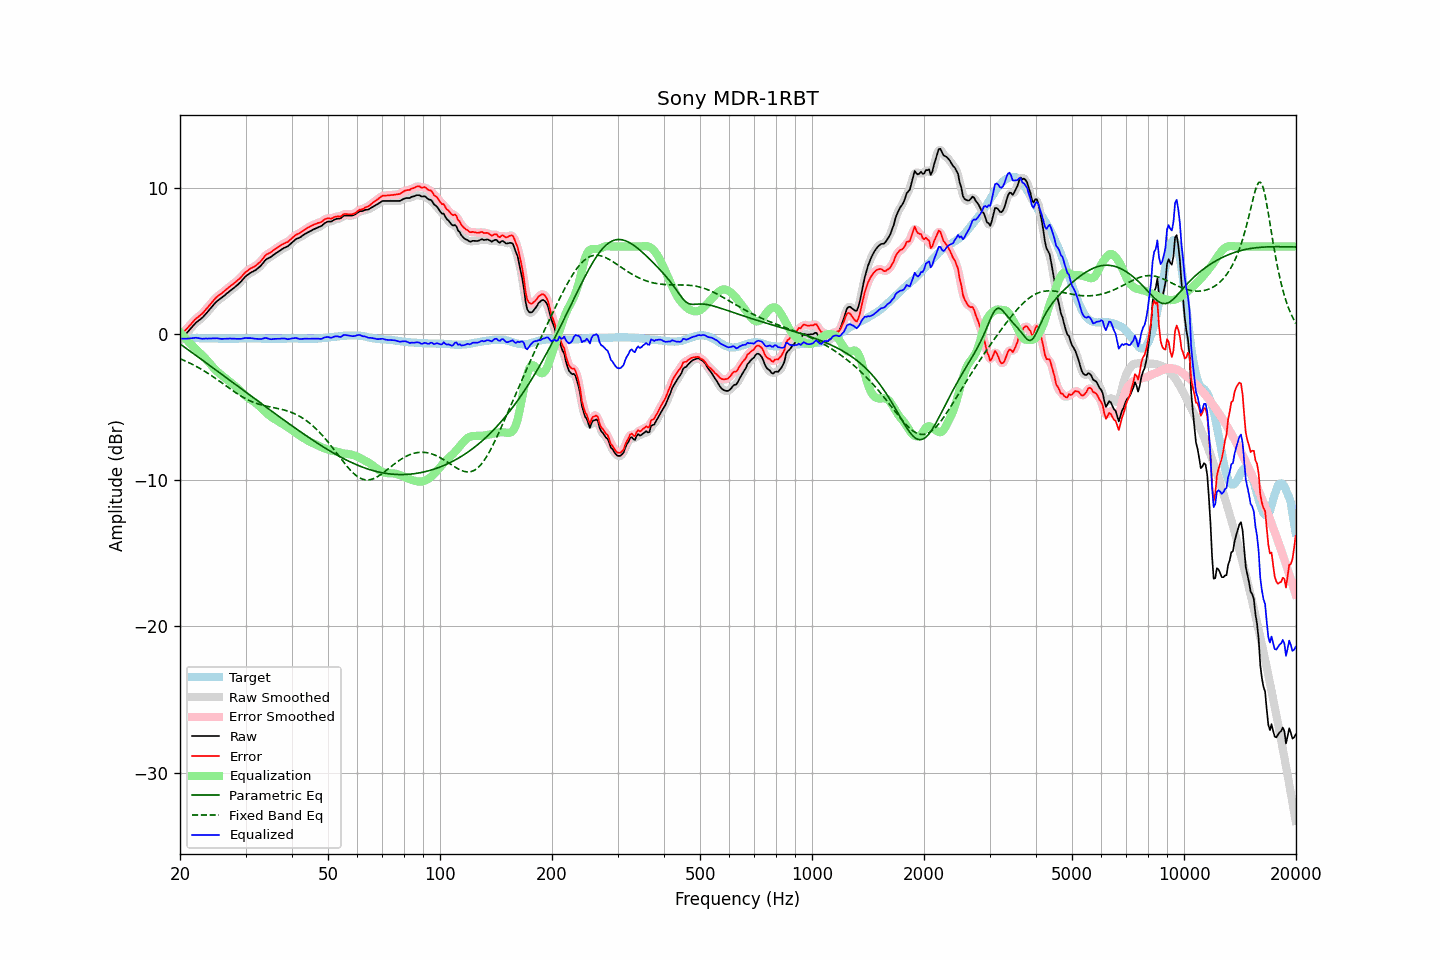 Sony MDR-1RBT
Amplitude (dBr)
10
0
−10
−20
−30
Target
Raw Smoothed
Error Smoothed
Raw
Error
Equalization
Parametric Eq
Fixed Band Eq
Equalized
20 50 100 200 500 1000 2000 5000 10000 20000
Frequency (Hz)